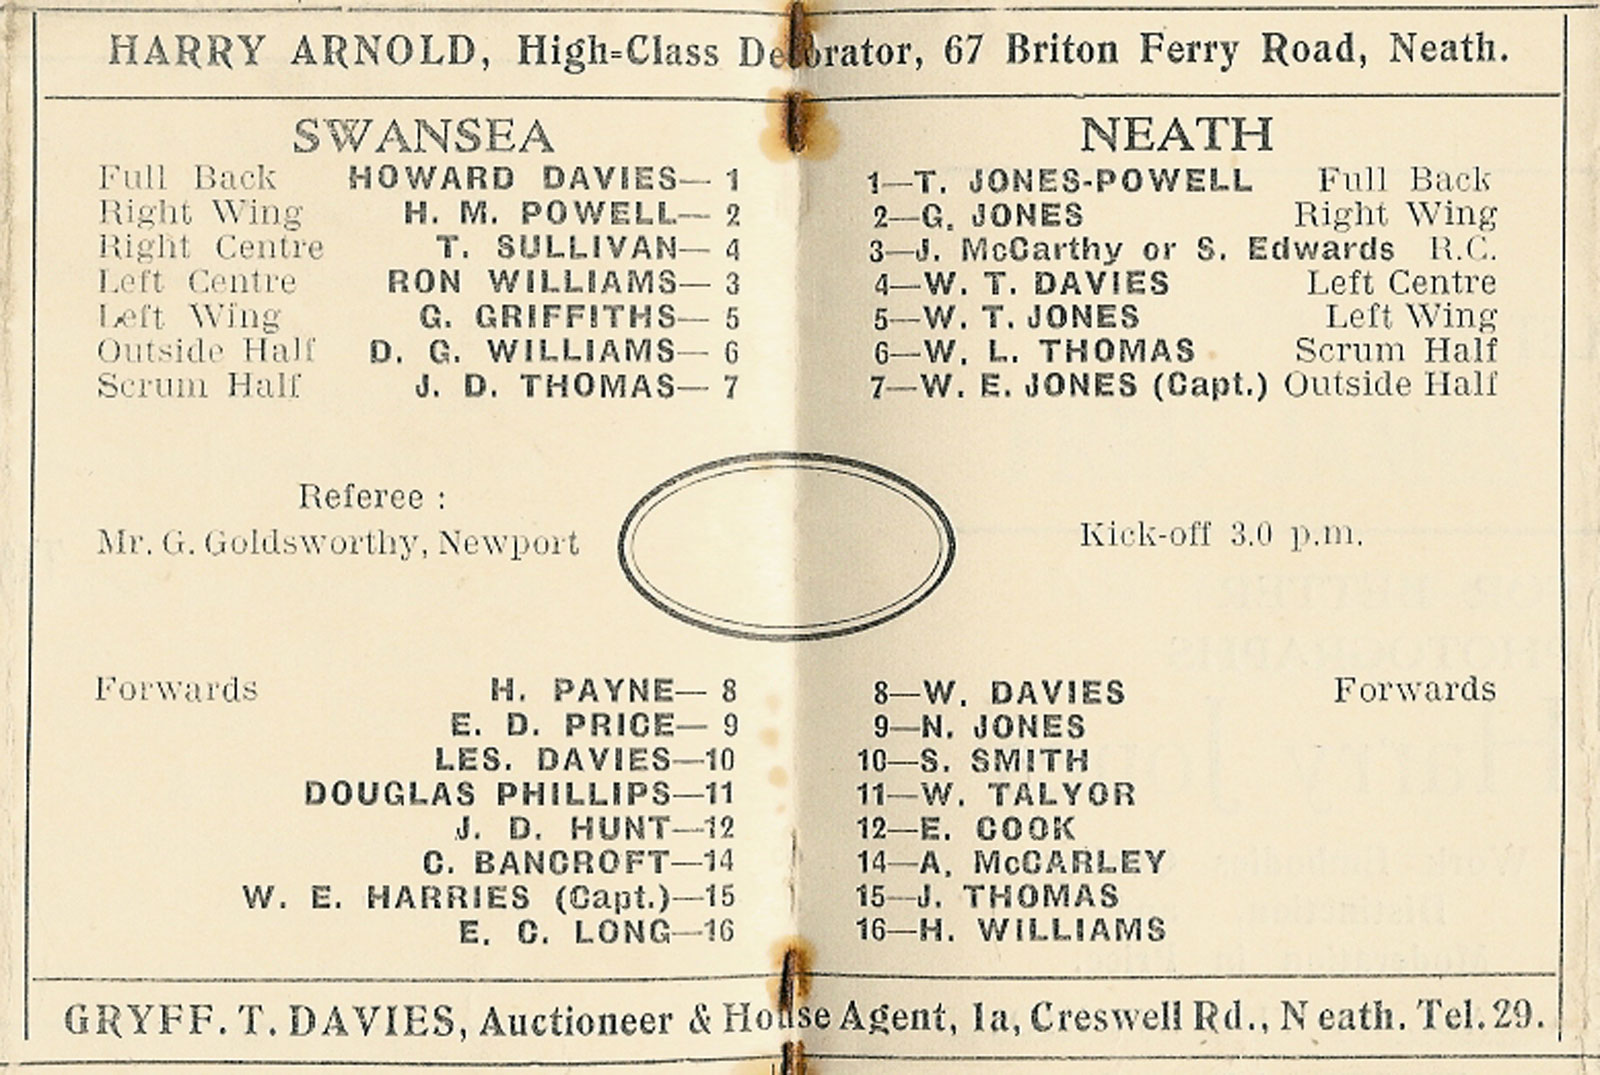 HARRY ARNOLD, High=Class Decorator, 67 Briton Ferry Road, Neath.
SWANSEA
Full Back HOWARD DAVIES— 1
Right Wing H. M. POWELL— 2
Right Centre T. SULLIVAN— 4
Left Centre RON WILLIAMS— 3
Left Wing G. GRIFFITHS— 5
Outside Half D. G. WILLIAMS— 6
Scrum Half J. D. THOMAS— 7
Referee :
Mr. G. Goldsworthy, Newport
Forwards H. PAYNE— 8
E. D. PRICE— 9
LES. DAVIES—10
DOUGLAS PHILLIPS—11
J. D. HUNT—12
C. BANCROFT—14
W. E. HARRIES (Capt.)—15
E. C. LONG—16
NEATH
1—T. JONES-POWELL Full Back
2—G. JONES Right Wing
3—J. McCarthy or S. Edwards R.C.
4—W. T. DAVIES Left Centre
5—W. T. JONES Left Wing
6—W. L. THOMAS Scrum Half
7—W. E. JONES (Capt.) Outside Half
Kick-off 3.0 p.m.
8—W. DAVIES Forwards
9—N. JONES
10—S. SMITH
11—W. TALYOR
12—E. COOK
14—A. McCARLEY
15—J. THOMAS
16—H. WILLIAMS
GRYFF. T. DAVIES, Auctioneer & House Agent, 1a, Creswell Rd., Neath. Tel. 29.